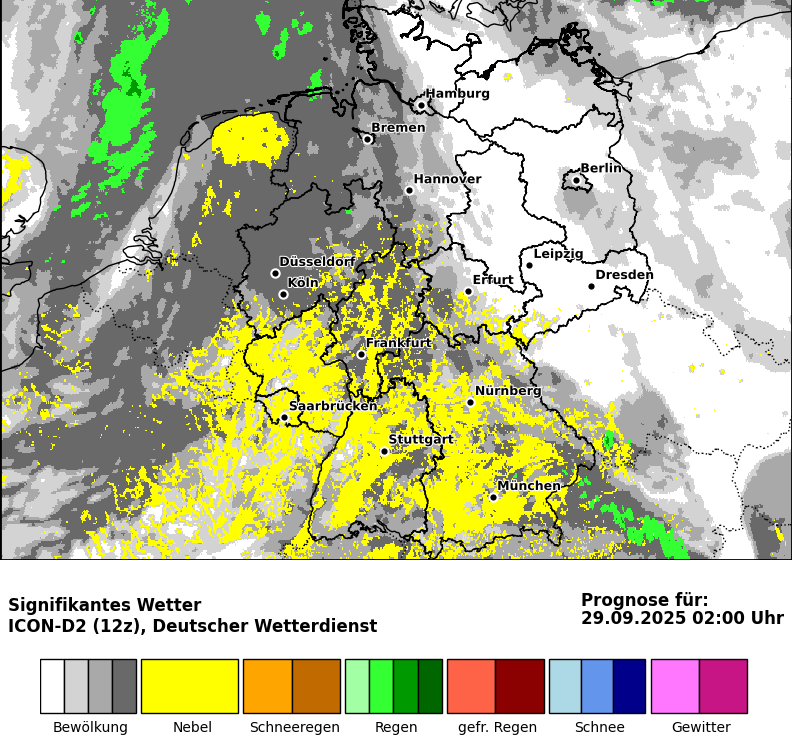 Hamburg
Bremen
Berlin
Hannover
Leipzig
Düsseldorf
Dresden
Erfurt
Köln
Frankfurt
Nürnberg
Saarbrücken
Stuttgart
München
Signifikantes Wetter
ICON-D2 (12z), Deutscher Wetterdienst
Prognose für:
29.09.2025 02:00 Uhr
Bewölkung Nebel Schneeregen Regen gefr. Regen Schnee Gewitter